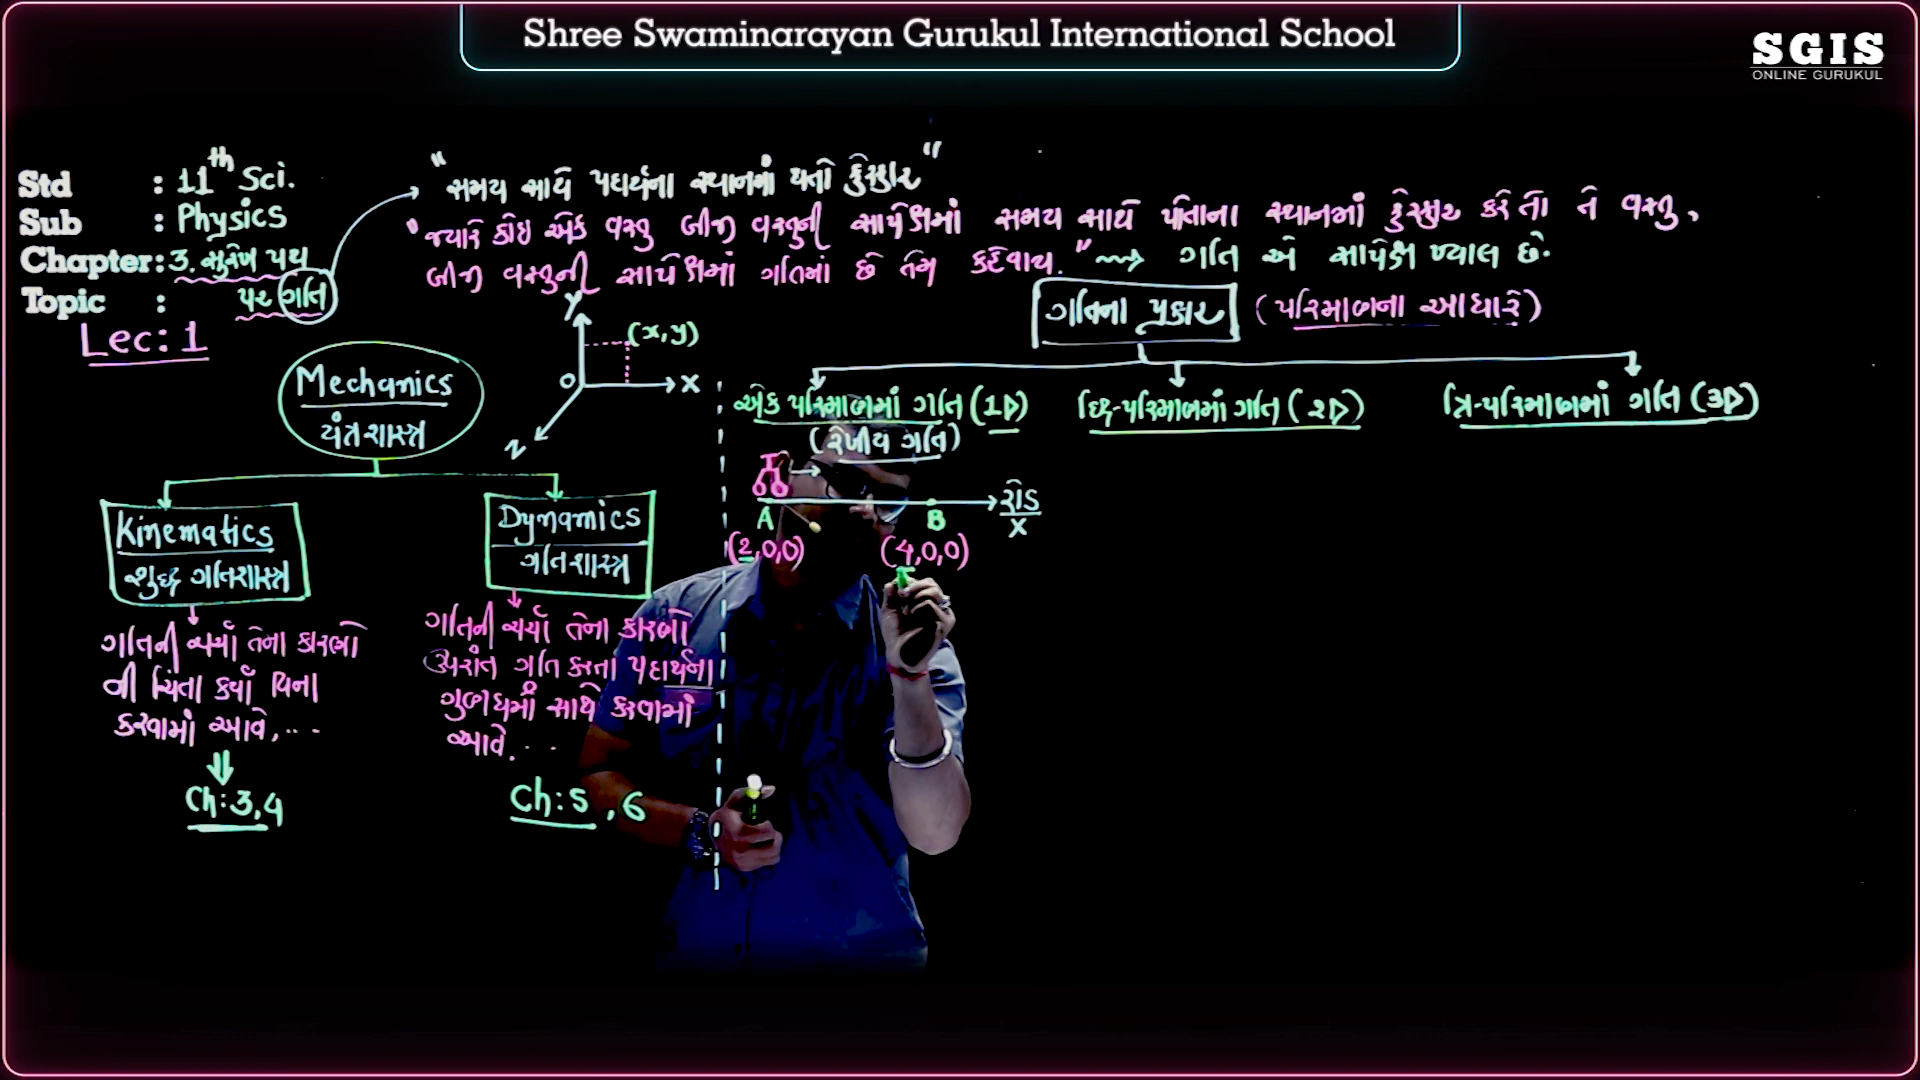 Shree Swaminarayan Gurukul International School
SGIS
ONLINE GURUKUL
Std : 11th Sci.
Sub : Physics
Chapter: 3. સુરેખ પથ
Topic : પર ગતિ
Lec: 1
"સમય સાથે પદાર્થના સ્થાનમાં થતો ફેરફાર"
"જ્યારે કોઇ એક વસ્તુ બીજી વસ્તુની સાપેક્ષમાં સમય સાથે પોતાના સ્થાનમાં ફેરફાર કરે તો તે વસ્તુ,
બીજી વસ્તુની સાપેક્ષમાં ગતિમાં છે તેમ કહેવાય." ⇝ ગતિ એ સાપેક્ષ ખ્યાલ છે.
Mechanics
યંત્રશાસ્ત્ર
Kinematics
શુદ્ધ ગતિશાસ્ત્ર
ગતિની ચર્ચા તેના કારણો
ની ચિંતા કર્યા વિના
કરવામાં આવે,...
Ch: 3,4
Dynamics
ગતિશાસ્ત્ર
ગતિની ચર્ચા તેના કારણો
ઉપરાંત ગતિ કરતા પદાર્થના
ગુણધર્મો સાથે કરવામાં
આવે...
Ch: 5, 6
Y
(x,y)
O
X
Z
ગતિના પ્રકાર (પરિમાણના આધારે)
એક પરિમાણમાં ગતિ (1D)
(રેખીય ગતિ)
A
B
રોડ
X
(2,0,0)
(4,0,0)
દ્વિ-પરિમાણમાં ગતિ (2D)
ત્રિ-પરિમાણમાં ગતિ (3D)